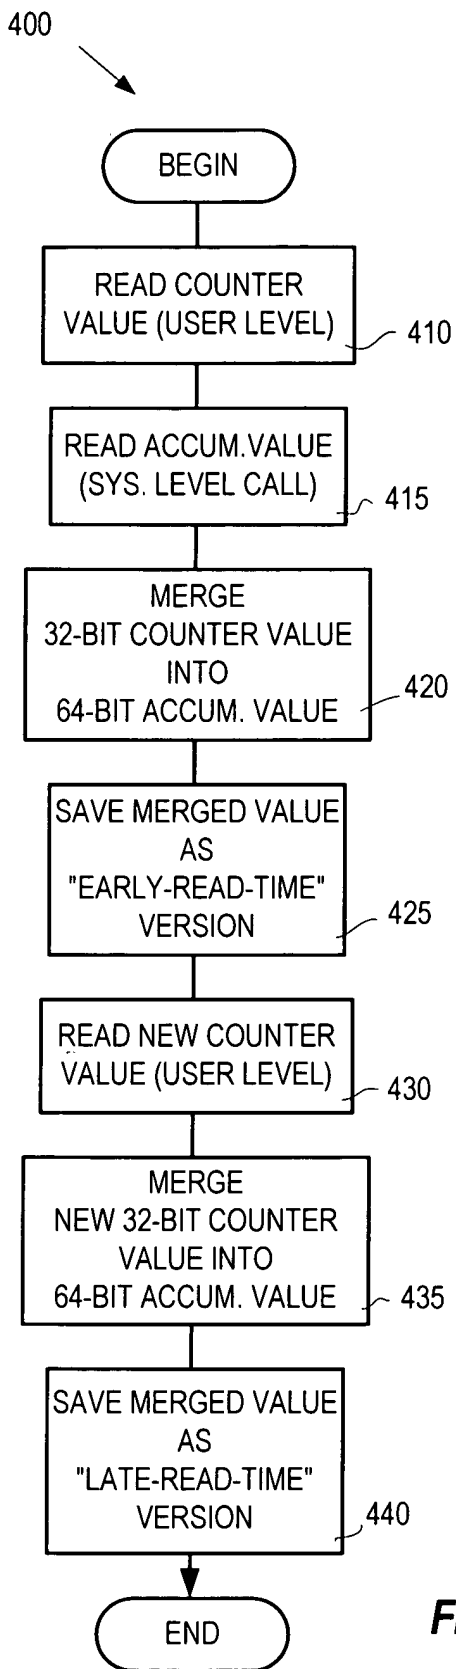 400
BEGIN
READ COUNTER
VALUE (USER LEVEL)
410
READ ACCUM.VALUE
(SYS. LEVEL CALL)
415
MERGE
32-BIT COUNTER VALUE
INTO
64-BIT ACCUM. VALUE
420
SAVE MERGED VALUE
AS
"EARLY-READ-TIME"
VERSION
425
READ NEW COUNTER
VALUE (USER LEVEL)
430
MERGE
NEW 32-BIT COUNTER
VALUE INTO
64-BIT ACCUM. VALUE
435
SAVE MERGED VALUE
AS
"LATE-READ-TIME"
VERSION
440
END